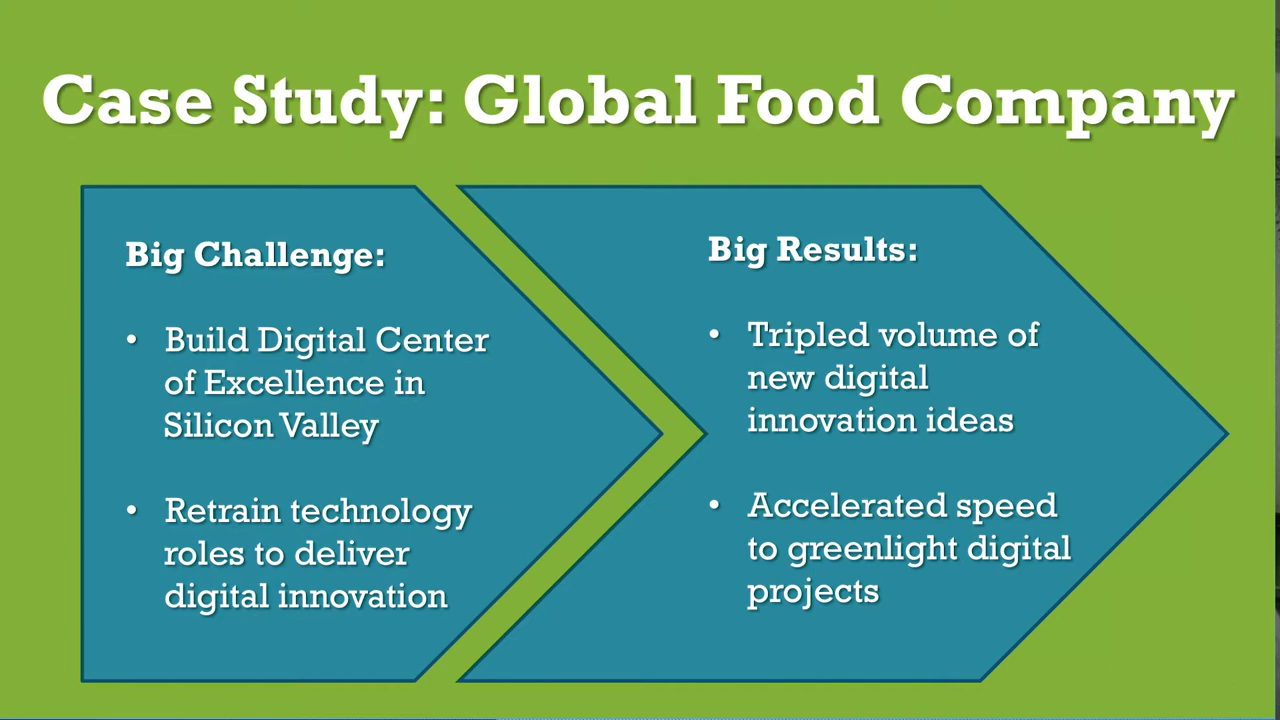 Case Study: Global Food Company
Big Challenge:
• Build Digital Center
of Excellence in
Silicon Valley
• Retrain technology
roles to deliver
digital innovation
Big Results:
• Tripled volume of
new digital
innovation ideas
• Accelerated speed
to greenlight digital
projects